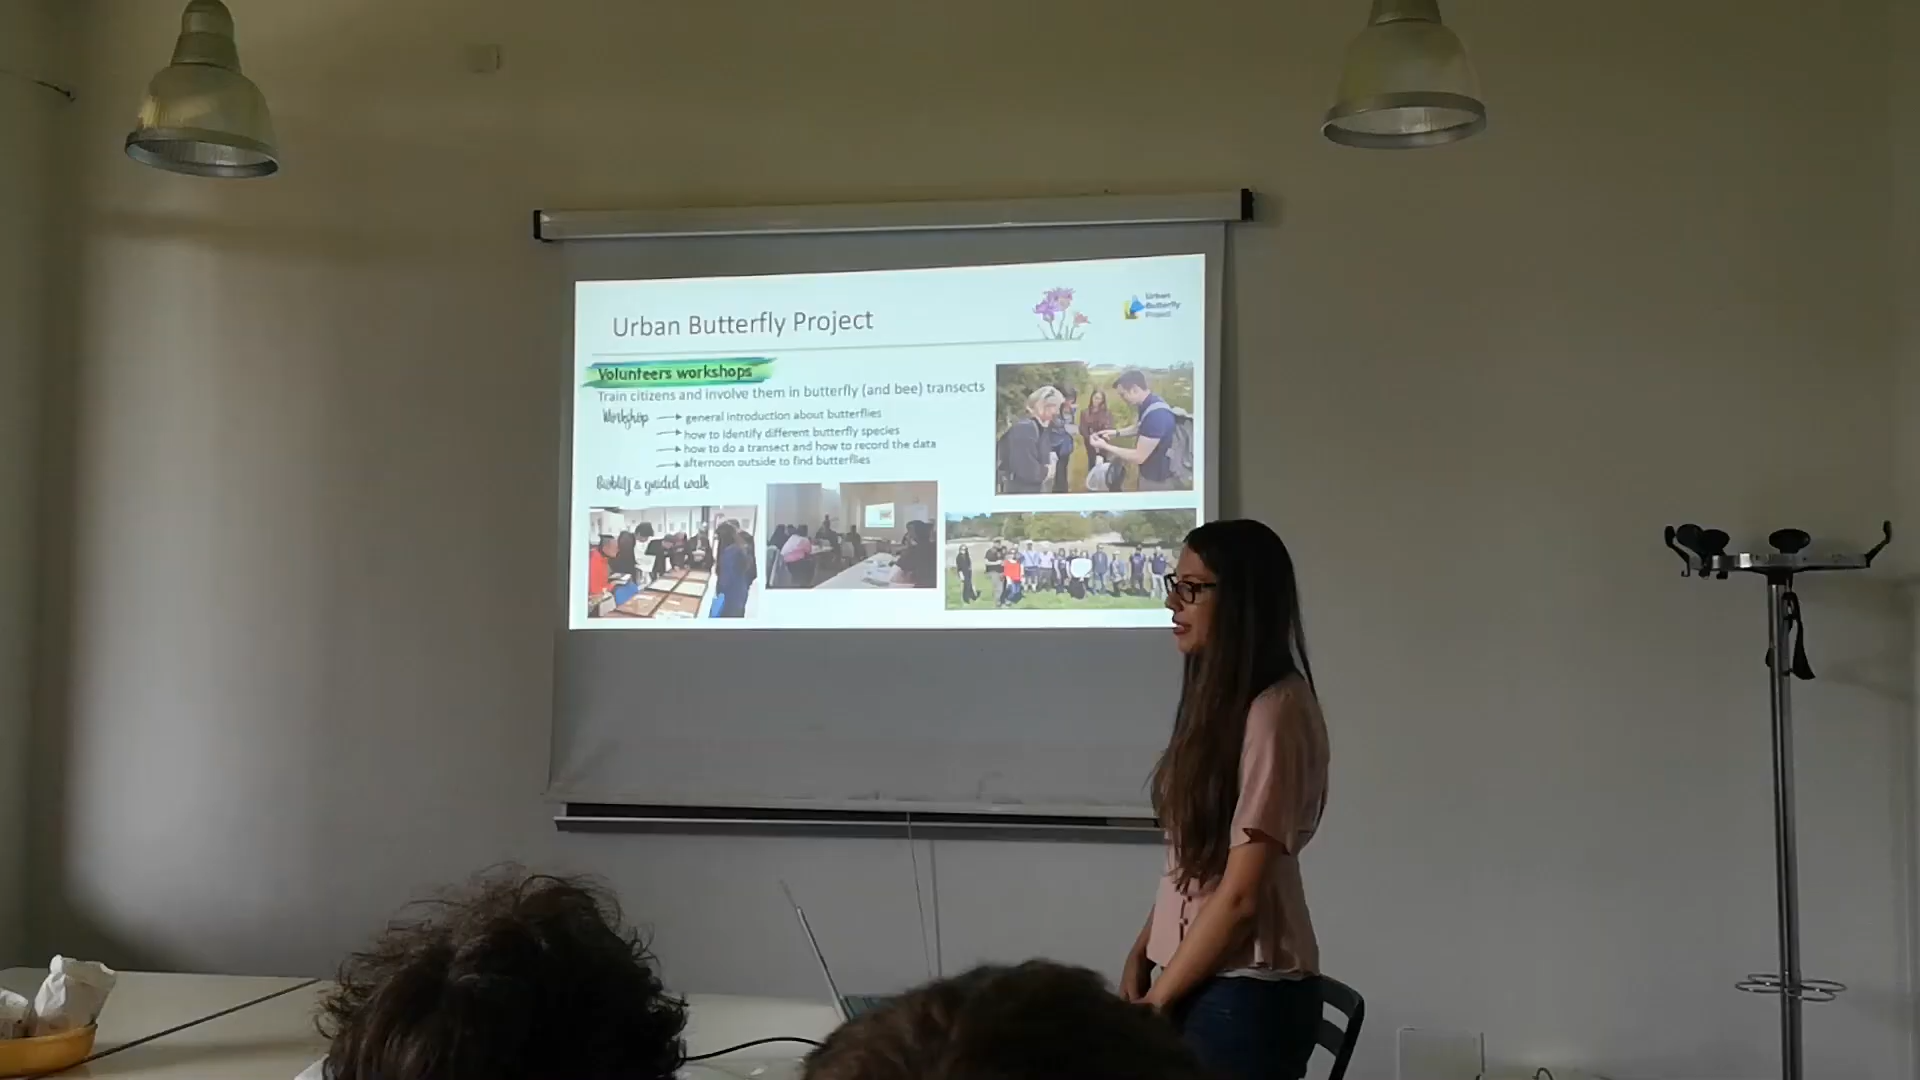 Urban Butterfly Project
Urban
Butterfly
Project
Volunteers workshops
Train citizens and involve them in butterfly (and bee) transects
Workshop
general introduction about butterflies
how to identify different butterfly species
how to do a transect and how to record the data
afternoon outside to find butterflies
& guided walk